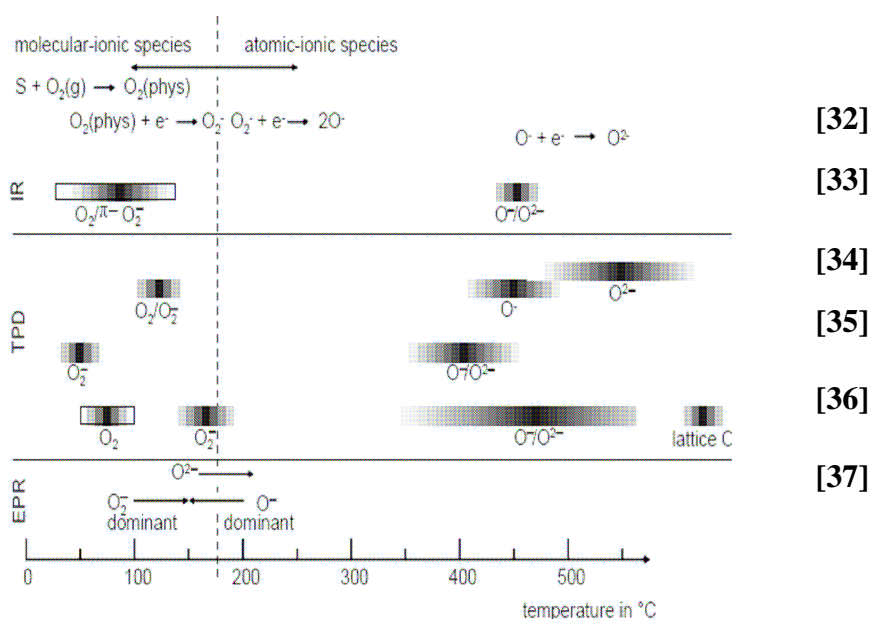 molecular-ionic species atomic-ionic species
S + O₂(g) → O₂(phys)
O₂(phys) + e⁻ → O₂⁻ O₂⁻ + e⁻ → 2O⁻ [32]
O⁻ + e⁻ → O²⁻
IR [33]
O₂/π– O₂⁻ O⁻/O²⁻
[34]
O₂/O₂⁻ O⁻ O²⁻
TPD [35]
O₂⁻ O⁻/O²⁻
[36]
O₂ O₂⁻ O⁻/O²⁻ lattice O
EPR [37]
O²⁻
O₂⁻ O⁻
dominant dominant
0 100 200 300 400 500
temperature in °C